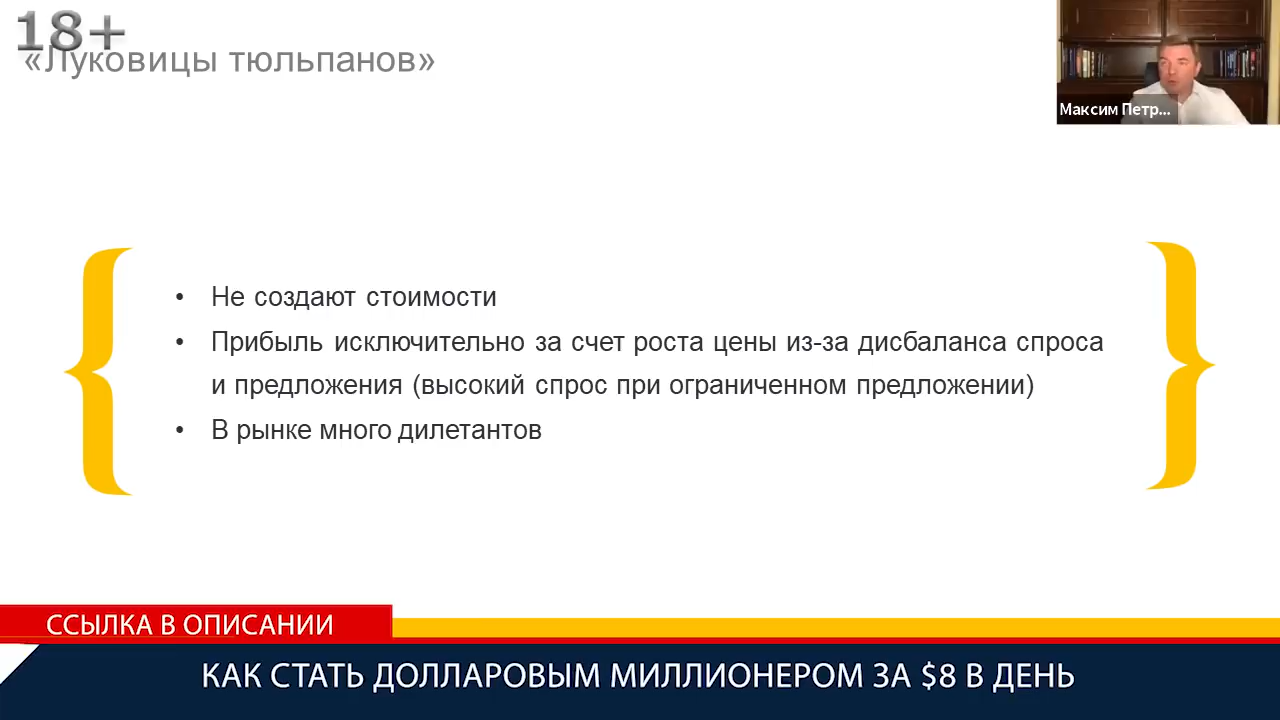 18+
«Луковицы тюльпанов»
Максим Петр...
• Не создают стоимости
• Прибыль исключительно за счет роста цены из-за дисбаланса спроса
и предложения (высокий спрос при ограниченном предложении)
• В рынке много дилетантов
ССЫЛКА В ОПИСАНИИ
КАК СТАТЬ ДОЛЛАРОВЫМ МИЛЛИОНЕРОМ ЗА $8 В ДЕНЬ